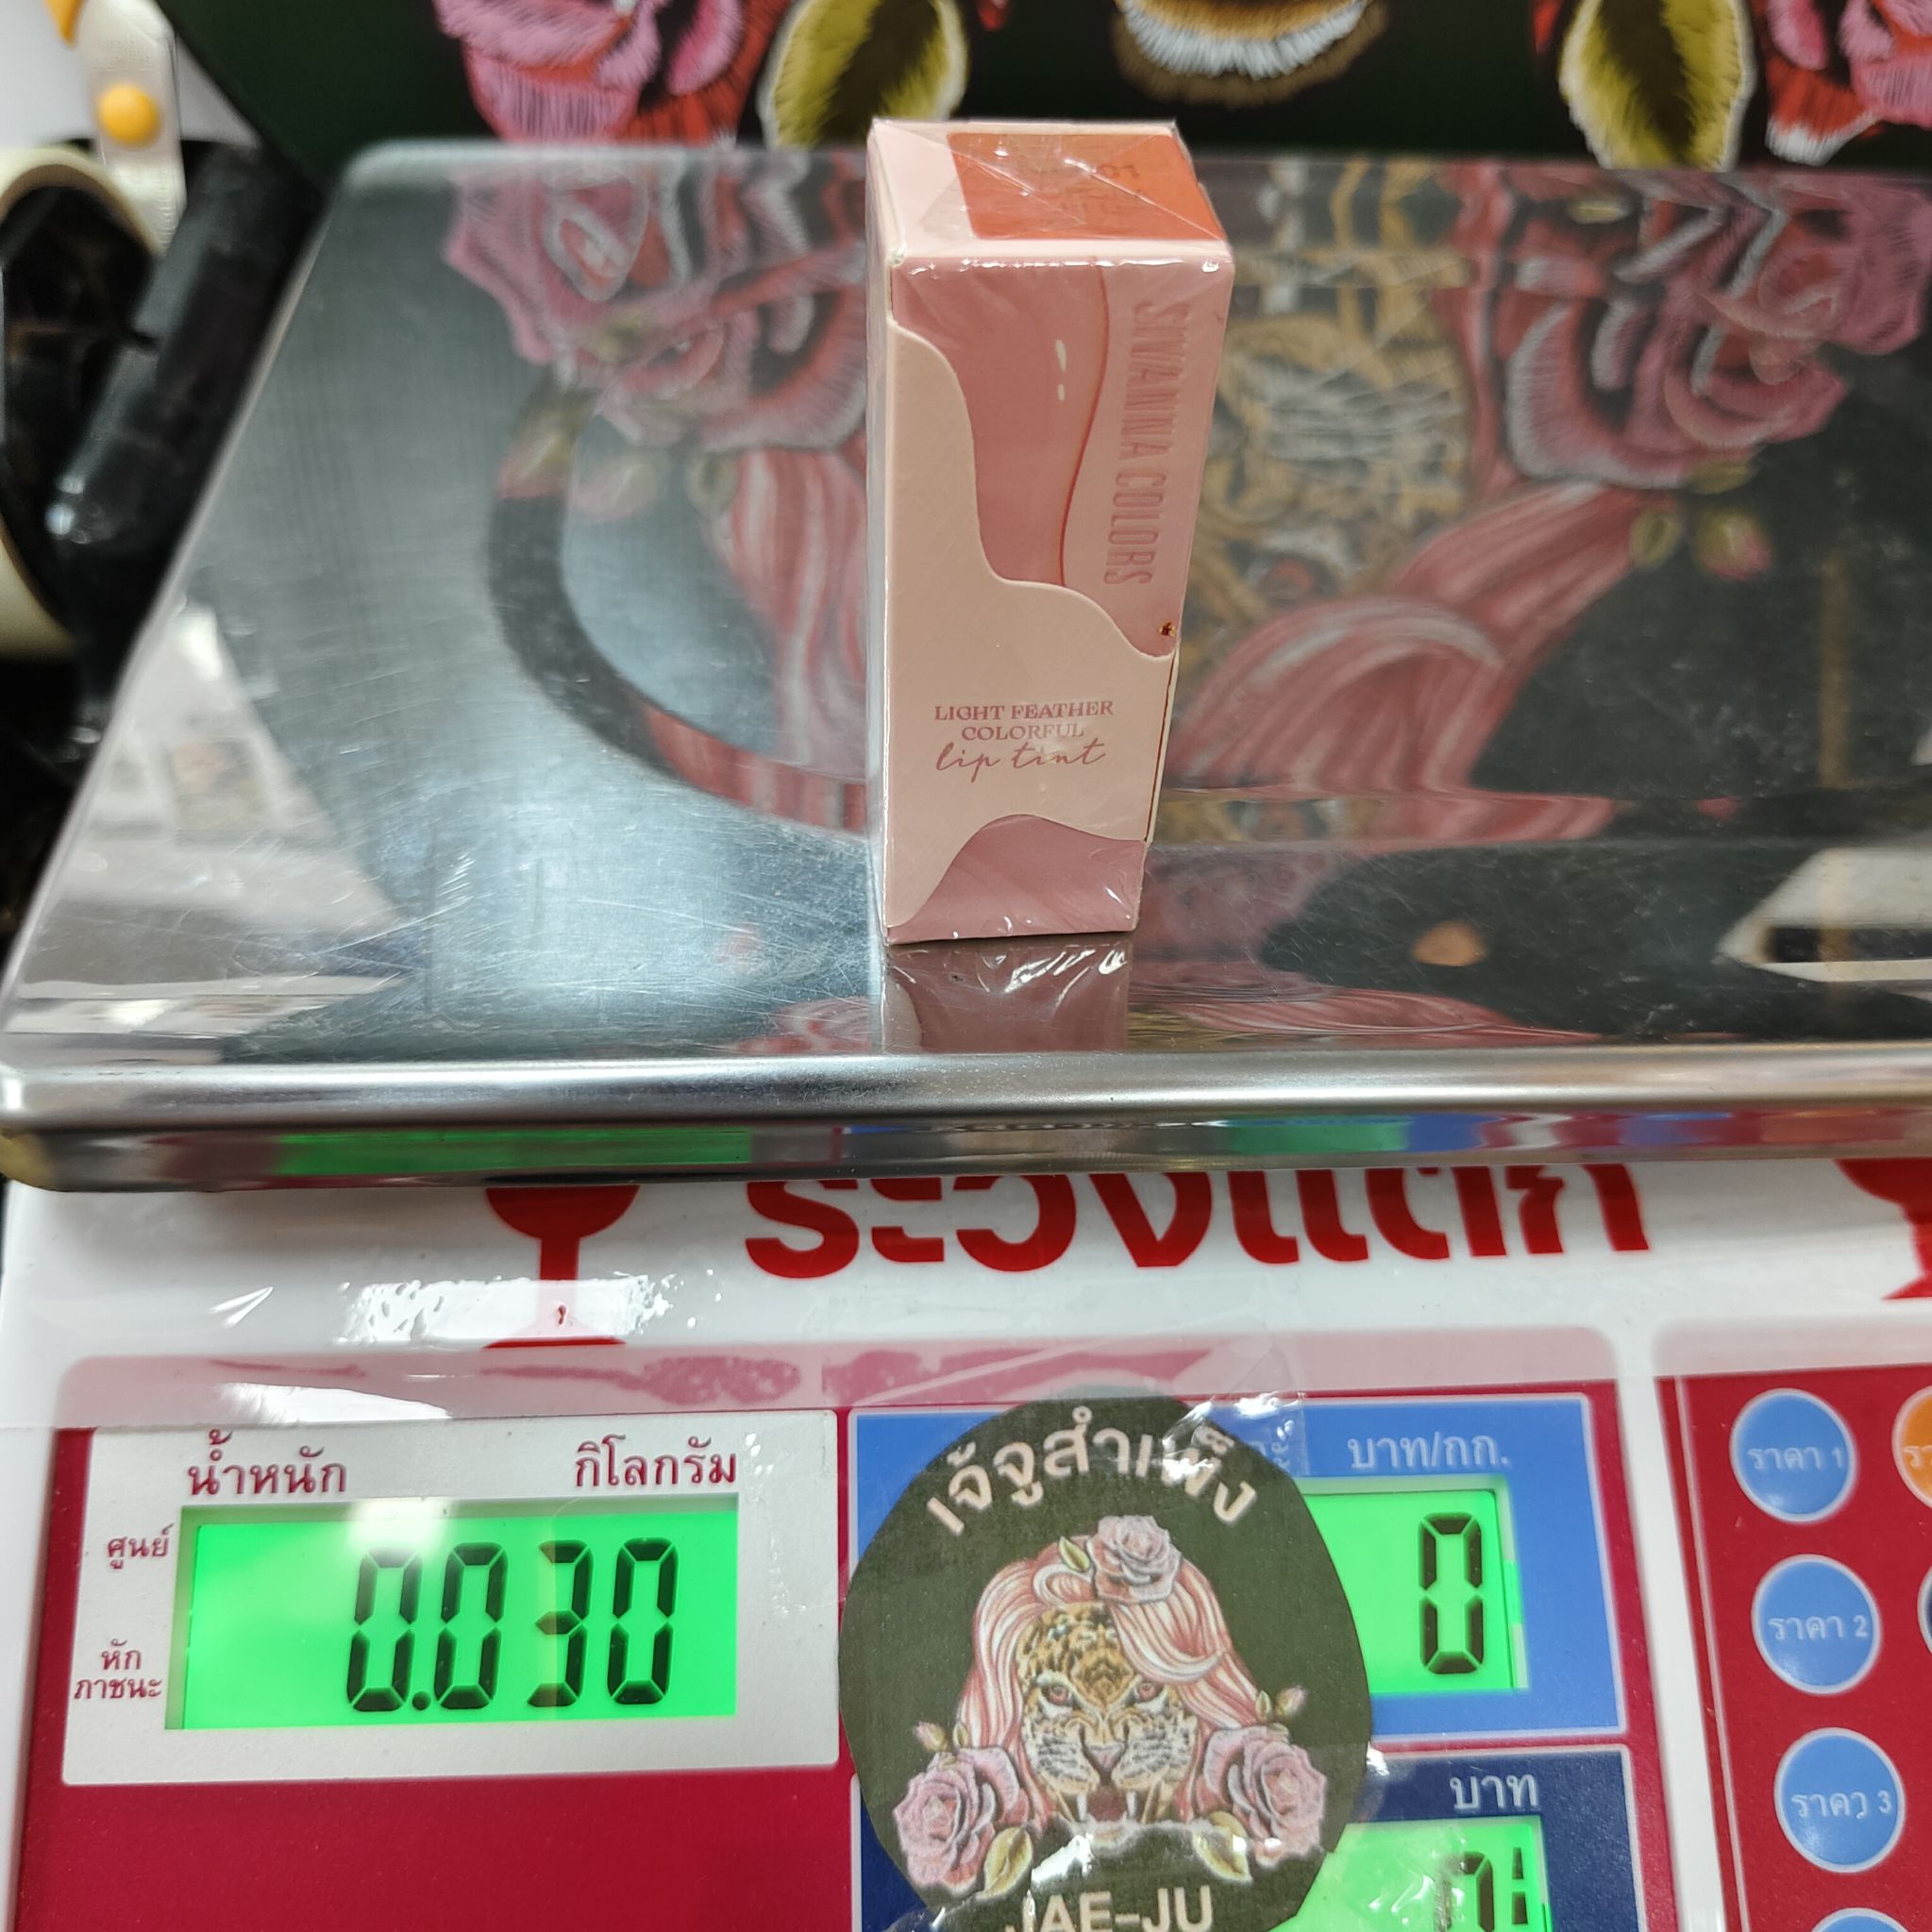 SIVANNA COLORS
LIGHT FEATHER
COLORFUL
lip tint
ระวังแตก
น้ำหนัก กิโลกรัม
ศูนย์
0.030
หัก
ภาชนะ
เจ้จูสำเพ็ง
JAE-JU
บาท/กก.
0
บาท
ราคา 1
ราคา 2
ราคา 3